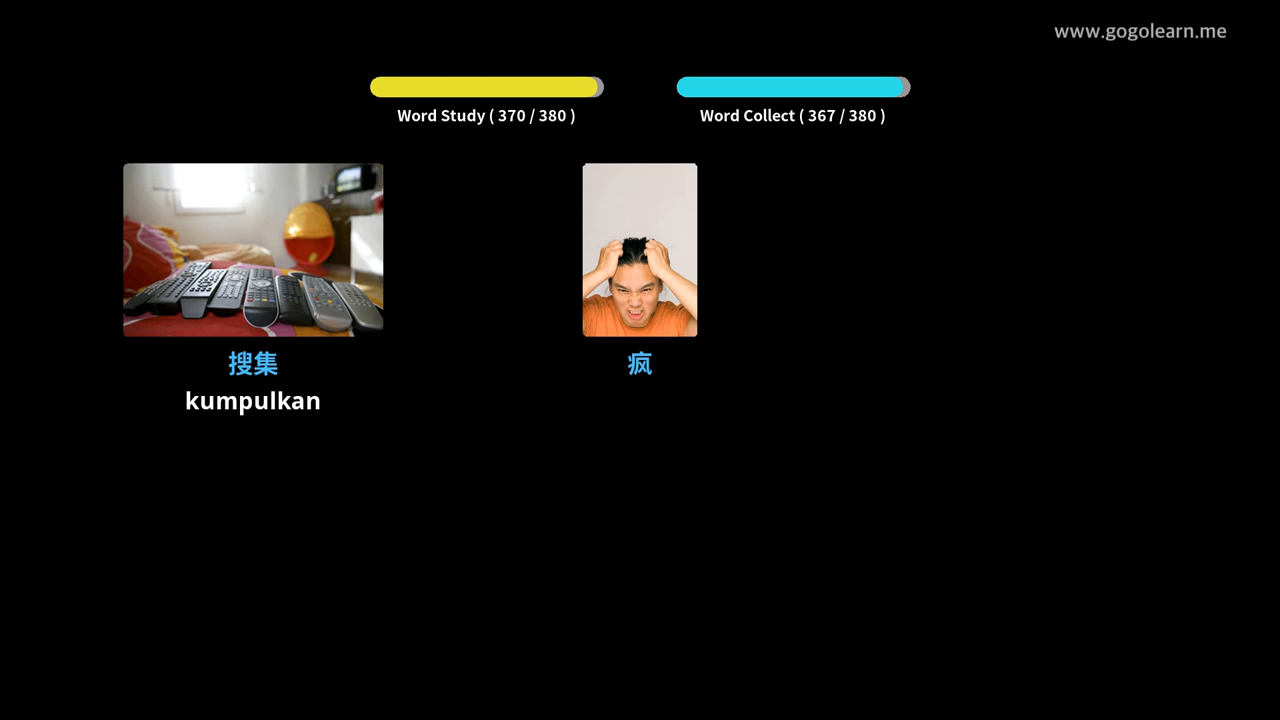 www.gogolearn.me
Word Study ( 370 / 380 )
Word Collect ( 367 / 380 )
搜集
kumpulkan
疯